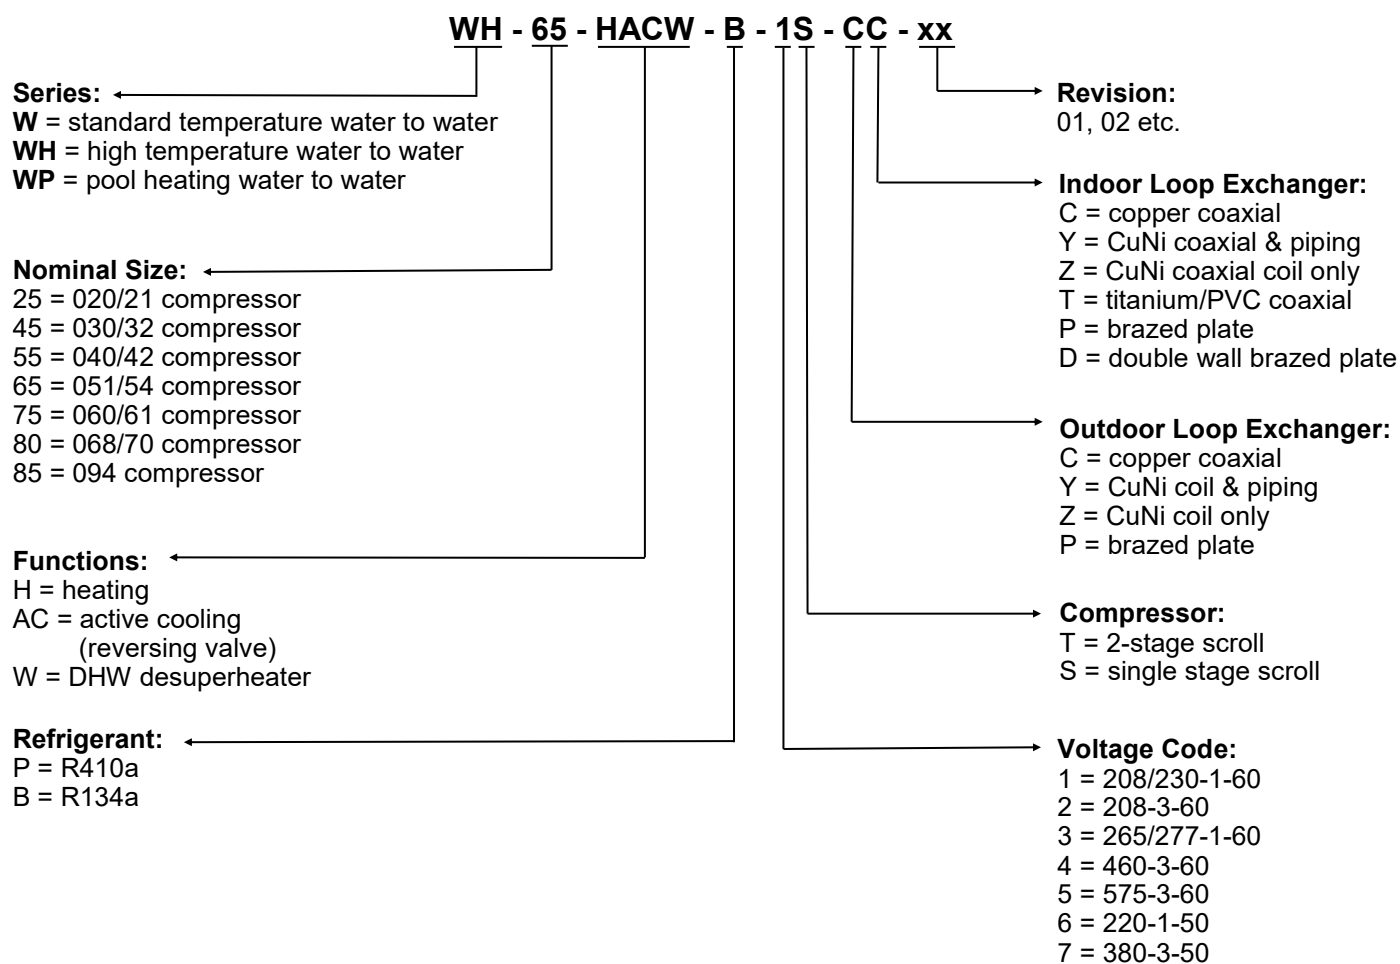 WH - 65 - HACW - B - 1S - CC - xx
Series:
W = standard temperature water to water
WH = high temperature water to water
WP = pool heating water to water
Nominal Size:
25 = 020/21 compressor
45 = 030/32 compressor
55 = 040/42 compressor
65 = 051/54 compressor
75 = 060/61 compressor
80 = 068/70 compressor
85 = 094 compressor
Functions:
H = heating
AC = active cooling
(reversing valve)
W = DHW desuperheater
Refrigerant:
P = R410a
B = R134a
Revision:
01, 02 etc.
Indoor Loop Exchanger:
C = copper coaxial
Y = CuNi coaxial & piping
Z = CuNi coaxial coil only
T = titanium/PVC coaxial
P = brazed plate
D = double wall brazed plate
Outdoor Loop Exchanger:
C = copper coaxial
Y = CuNi coil & piping
Z = CuNi coil only
P = brazed plate
Compressor:
T = 2-stage scroll
S = single stage scroll
Voltage Code:
1 = 208/230-1-60
2 = 208-3-60
3 = 265/277-1-60
4 = 460-3-60
5 = 575-3-60
6 = 220-1-50
7 = 380-3-50